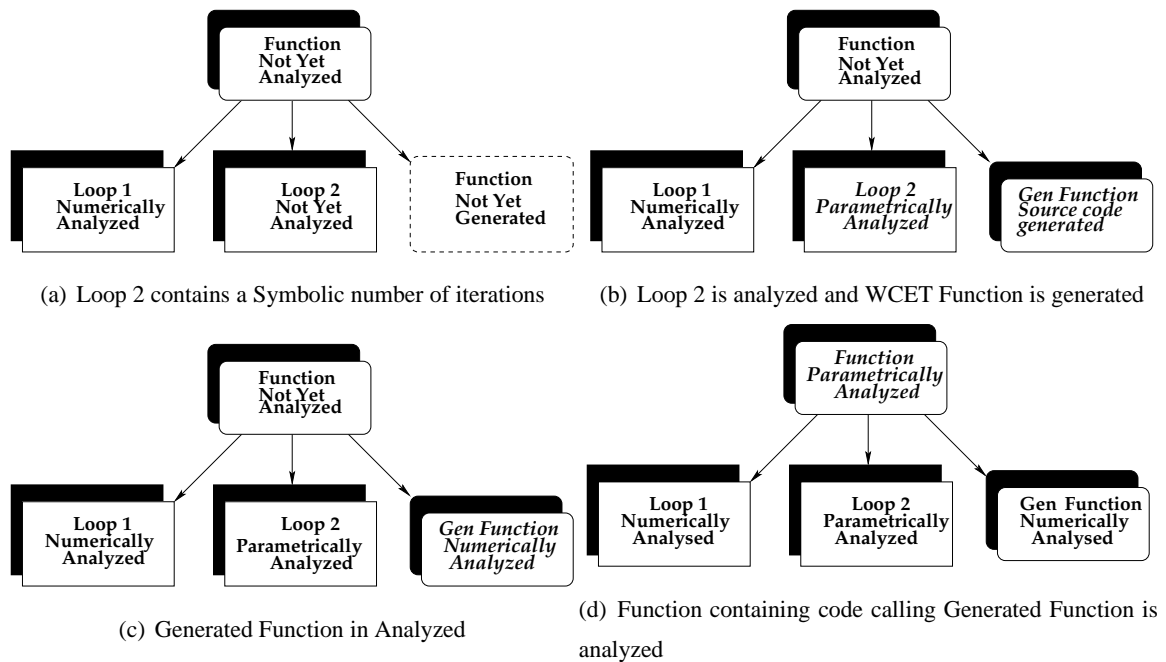 Function
Not Yet
Analyzed
Loop 1
Numerically
Analyzed
Loop 2
Not Yet
Analyzed
Function
Not Yet
Generated
(a) Loop 2 contains a Symbolic number of iterations
Function
Not Yet
Analyzed
Loop 1
Numerically
Analyzed
Loop 2
Parametrically
Analyzed
Gen Function
Source code
generated
(b) Loop 2 is analyzed and WCET Function is generated
Function
Not Yet
Analyzed
Loop 1
Numerically
Analyzed
Loop 2
Parametrically
Analyzed
Gen Function
Numerically
Analyzed
(c) Generated Function in Analyzed
Function
Parametrically
Analyzed
Loop 1
Numerically
Analysed
Loop 2
Parametrically
Analyzed
Gen Function
Numerically
Analysed
(d) Function containing code calling Generated Function is
analyzed